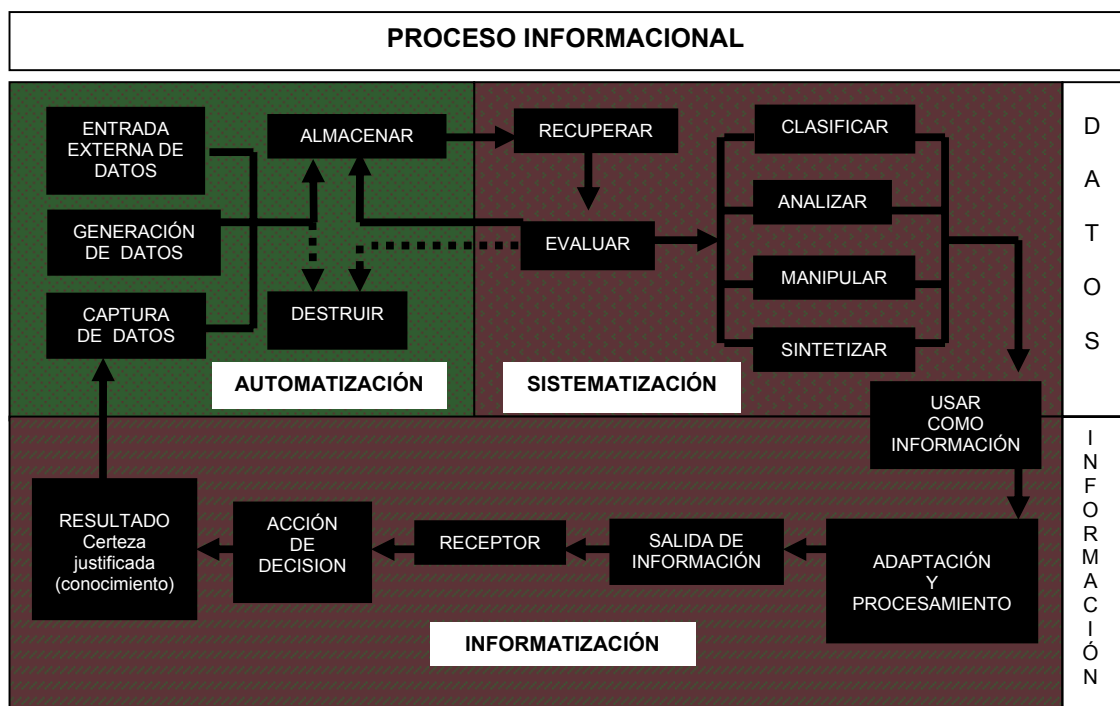 PROCESO INFORMACIONAL
ENTRADA
EXTERNA DE
DATOS
GENERACIÓN
DE DATOS
CAPTURA
DE DATOS
ALMACENAR
DESTRUIR
AUTOMATIZACIÓN
RECUPERAR
EVALUAR
SISTEMATIZACIÓN
CLASIFICAR
ANALIZAR
MANIPULAR
SINTETIZAR
D
A
T
O
S
USAR
COMO
INFORMACIÓN
ADAPTACIÓN
Y
PROCESAMIENTO
SALIDA DE
INFORMACIÓN
RECEPTOR
ACCIÓN
DE
DECISION
RESULTADO
Certeza
justificada
(conocimiento)
INFORMATIZACIÓN
I
N
F
O
R
M
A
C
I
Ó
N